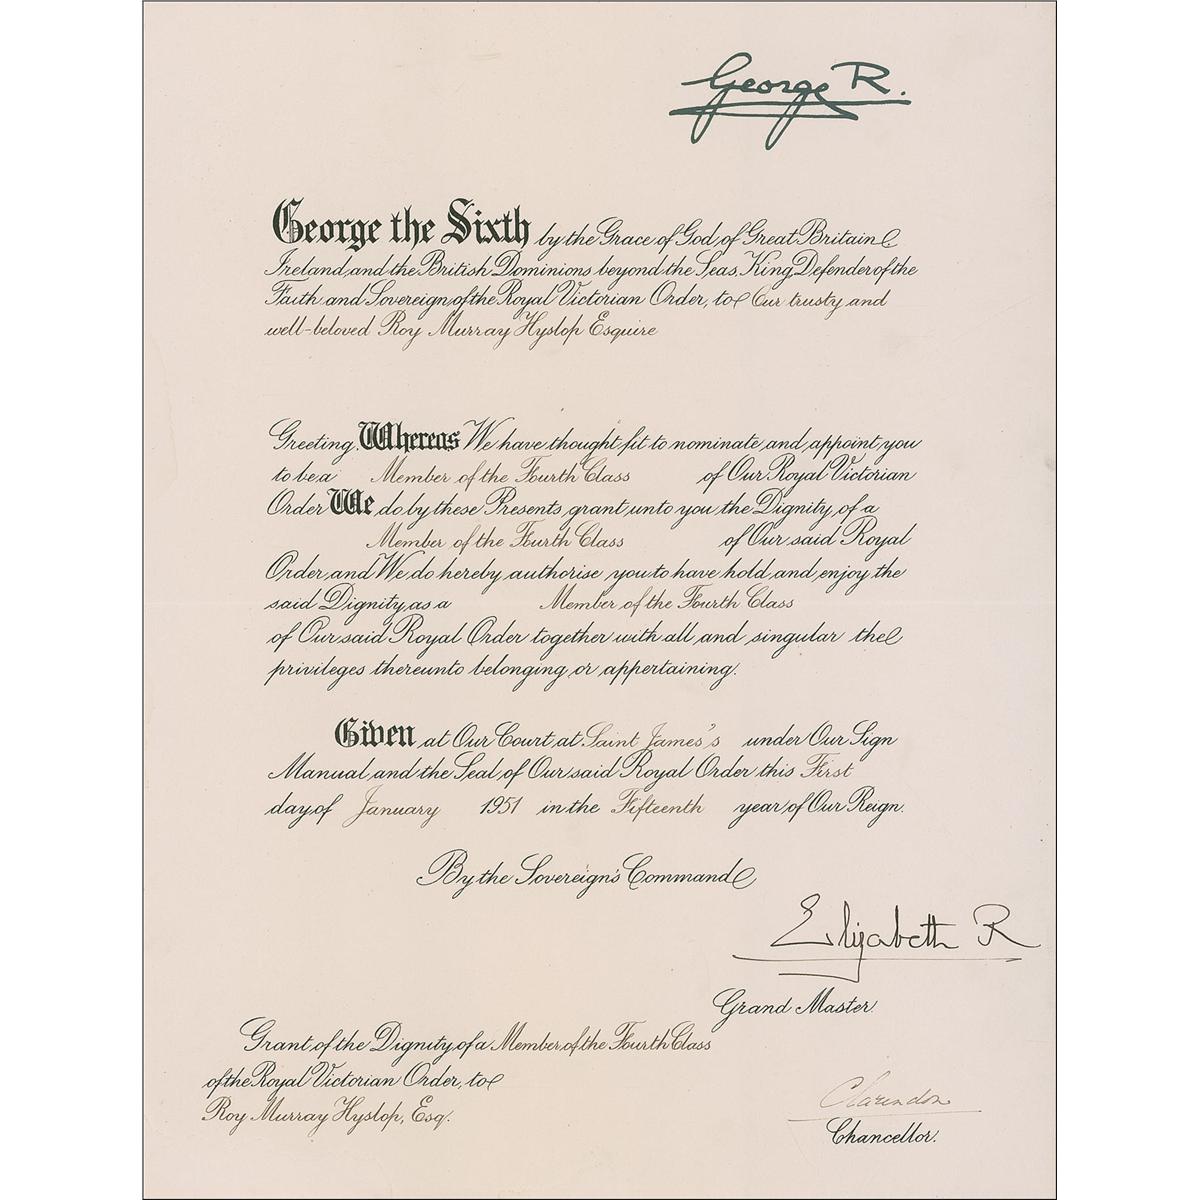 George R.
George the Sixth by the Grace of God, of Great Britain
Ireland, and the British Dominions beyond the Seas, King, Defender of the
Faith and Sovereign of the Royal Victorian Order, to Our trusty and
well-beloved Roy Murray Hyslop Esquire
Greeting. Whereas We have thought fit to nominate and appoint you
to be a Member of the Fourth Class of Our Royal Victorian
Order We do by these Presents grant unto you the Dignity of a
Member of the Fourth Class of Our said Royal
Order, and We do hereby authorise you to have hold and enjoy the
said Dignity as a Member of the Fourth Class
of Our said Royal Order together with all and singular the
privileges thereunto belonging or appertaining.
Given at Our Court at Saint James's under Our Sign
Manual and the Seal of Our said Royal Order this First
day of January 1951 in the Fifteenth year of Our Reign.
By the Sovereign's Command
Elizabeth R
Grand Master.
Grant of the Dignity of a Member of the Fourth Class
of the Royal Victorian Order, to
Roy Murray Hyslop, Esq.
Clarendon
Chancellor.